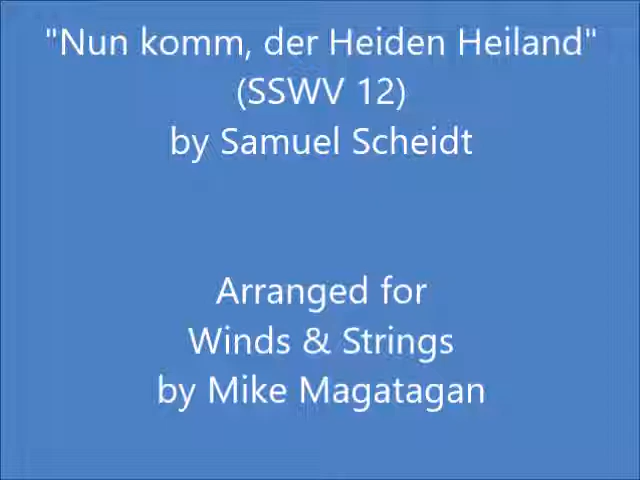 "Nun komm, der Heiden Heiland"
(SSWV 12)
by Samuel Scheidt
Arranged for
Winds & Strings
by Mike Magatagan